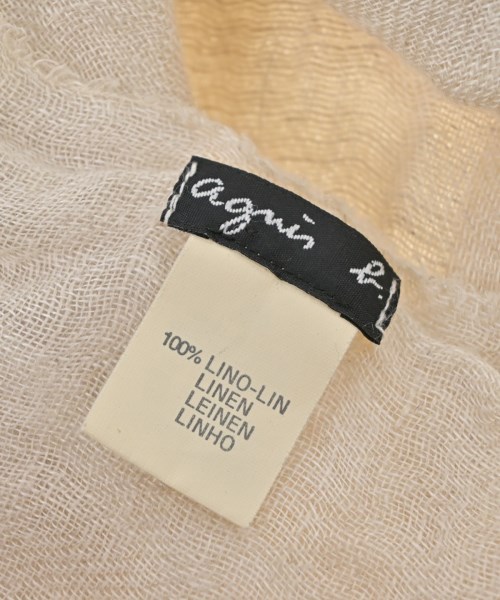 agnès b.
100% LINO-LIN
LINEN
LEINEN
LINHO